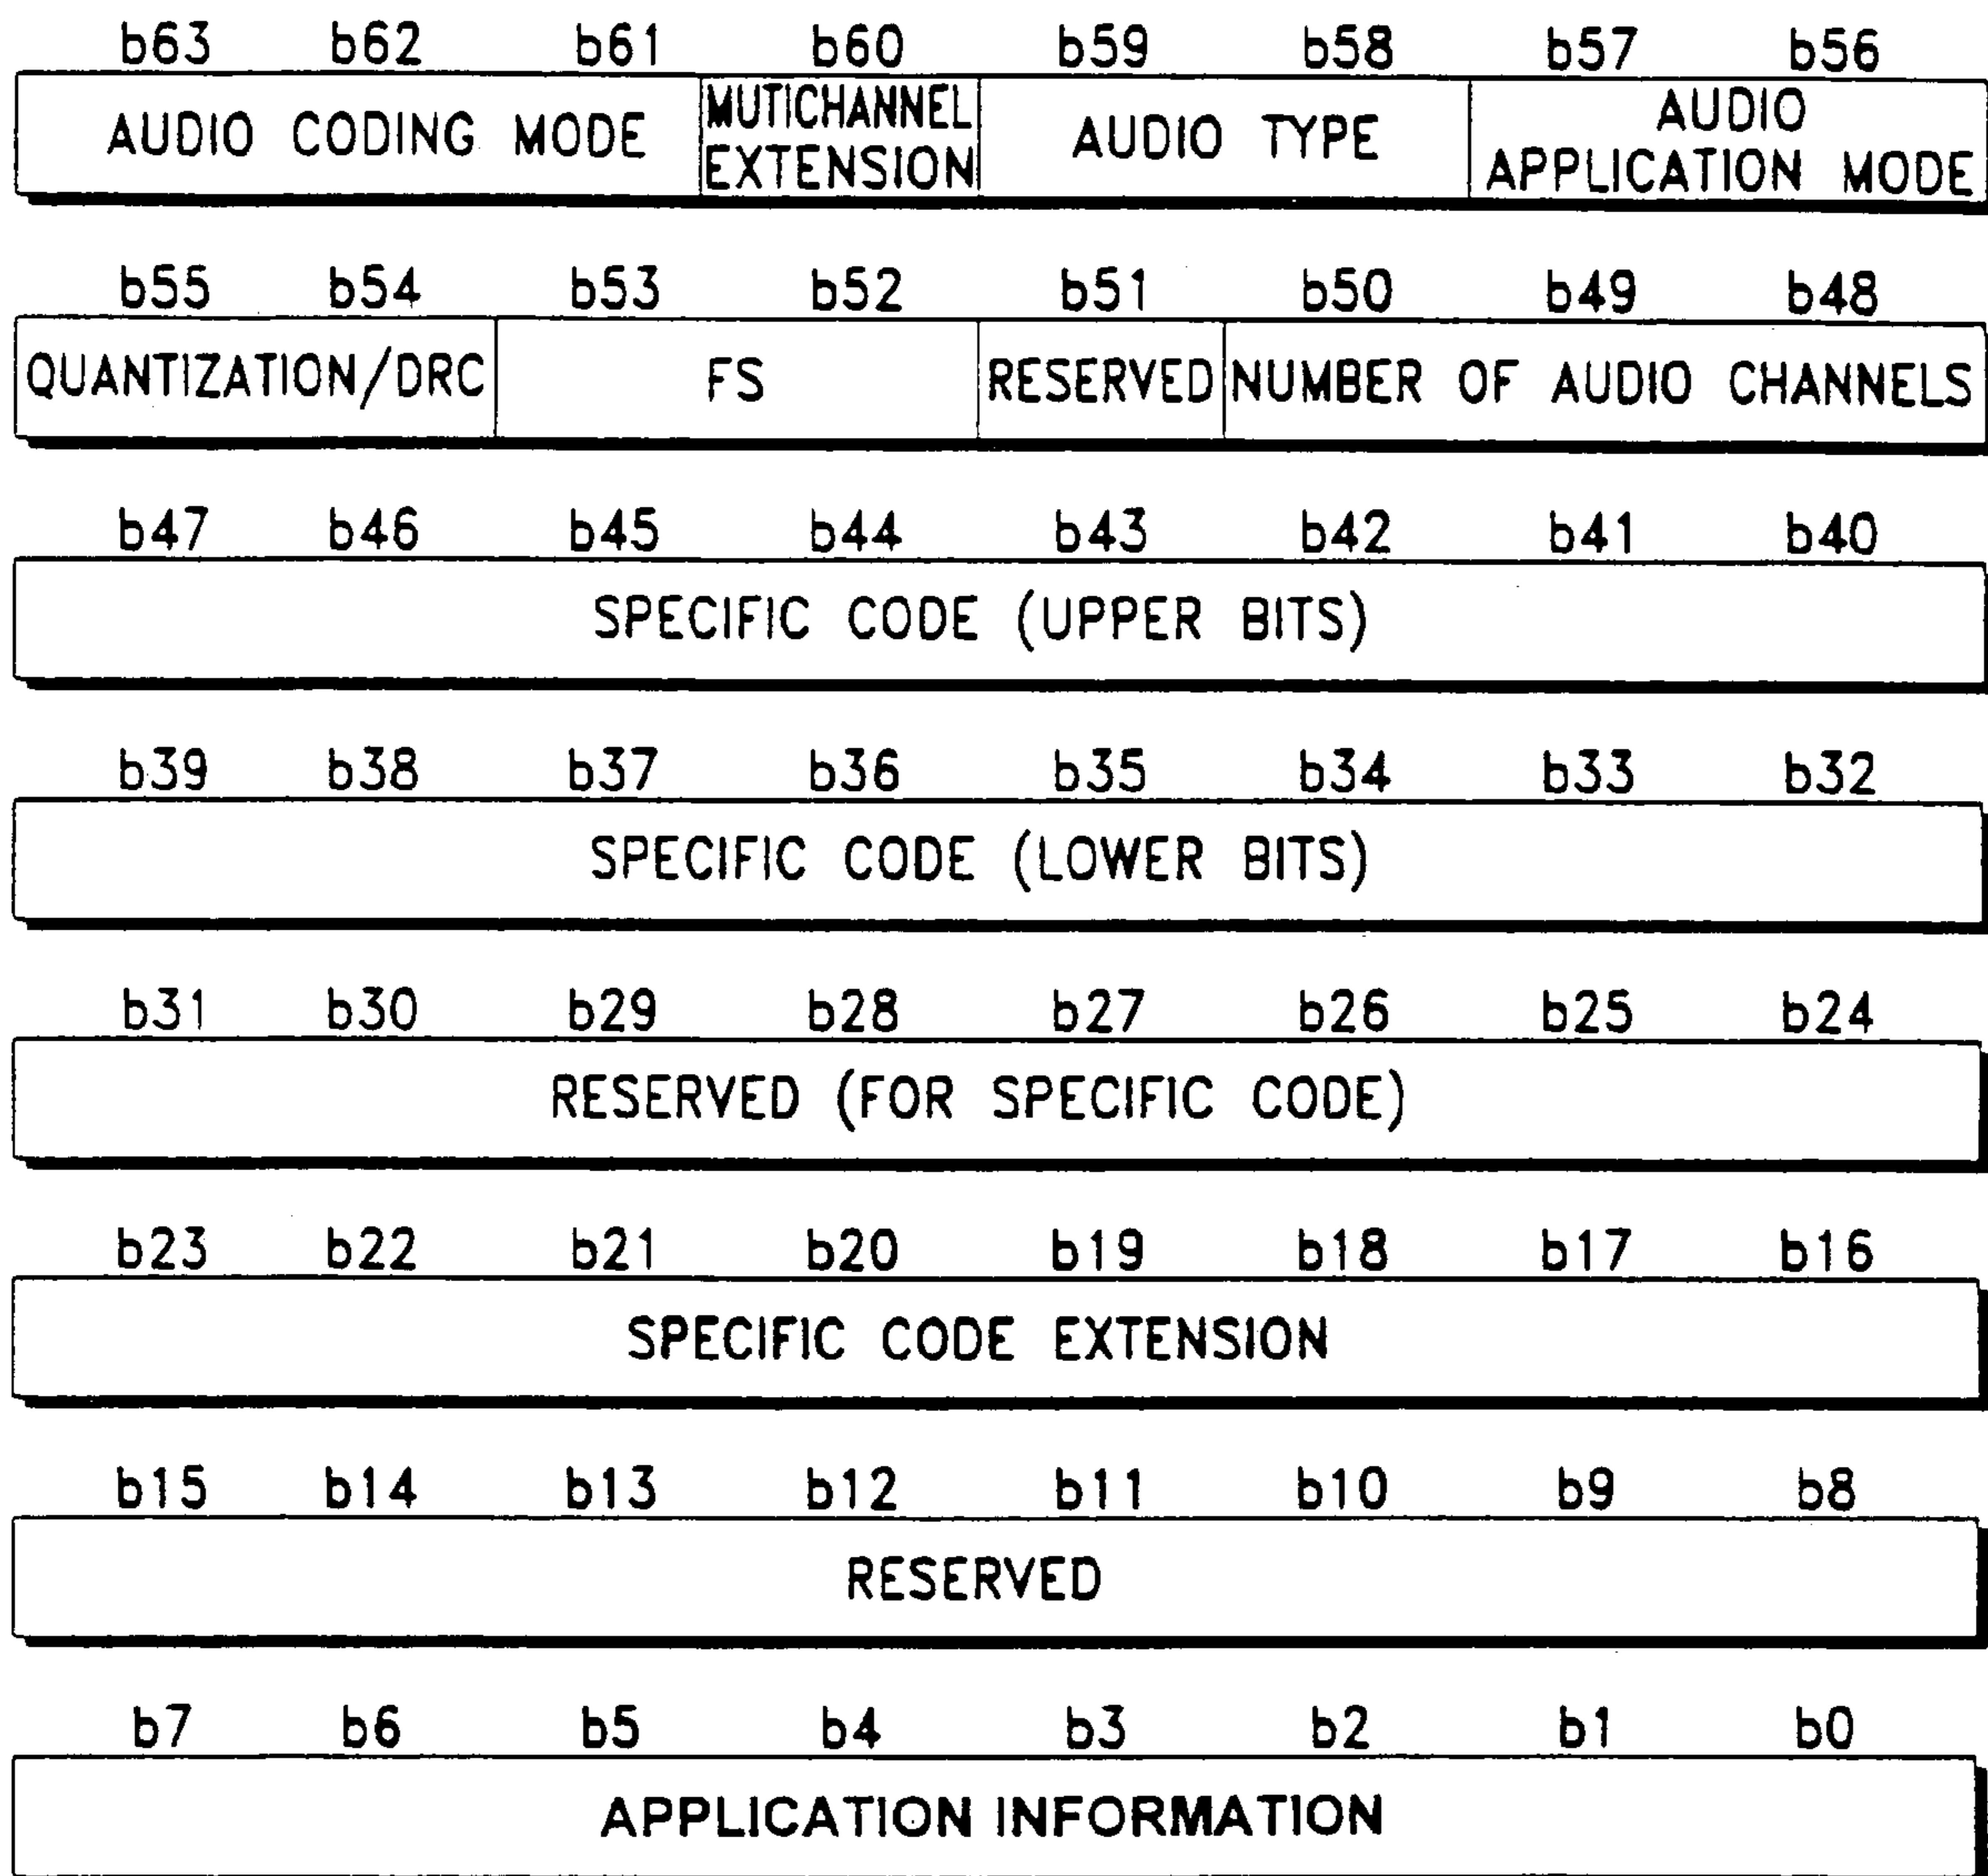 b63 b62 b61 b60 b59 b58 b57 b56
AUDIO CODING MODE
MUTICHANNEL
EXTENSION
AUDIO TYPE
AUDIO
APPLICATION MODE
b55 b54 b53 b52 b51 b50 b49 b48
QUANTIZATION/DRC FS RESERVED NUMBER OF AUDIO CHANNELS
b47 b46 b45 b44 b43 b42 b41 b40
SPECIFIC CODE (UPPER BITS)
b39 b38 b37 b36 b35 b34 b33 b32
SPECIFIC CODE (LOWER BITS)
b31 b30 b29 b28 b27 b26 b25 b24
RESERVED (FOR SPECIFIC CODE)
b23 b22 b21 b20 b19 b18 b17 b16
SPECIFIC CODE EXTENSION
b15 b14 b13 b12 b11 b10 b9 b8
RESERVED
b7 b6 b5 b4 b3 b2 b1 b0
APPLICATION INFORMATION